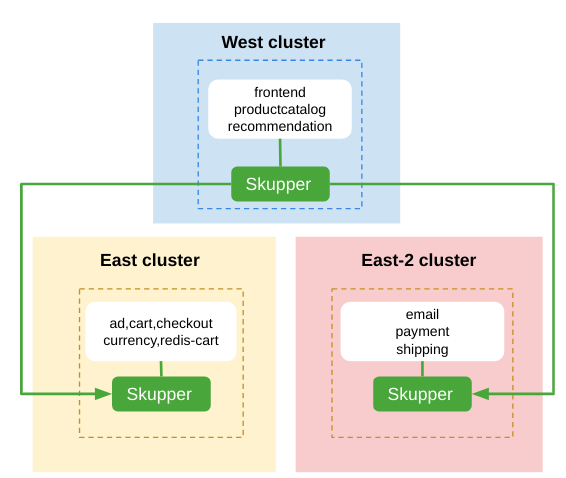 West cluster
frontend
productcatalog
recommendation
Skupper
East cluster
ad,cart,checkout
currency,redis-cart
Skupper
East-2 cluster
email
payment
shipping
Skupper